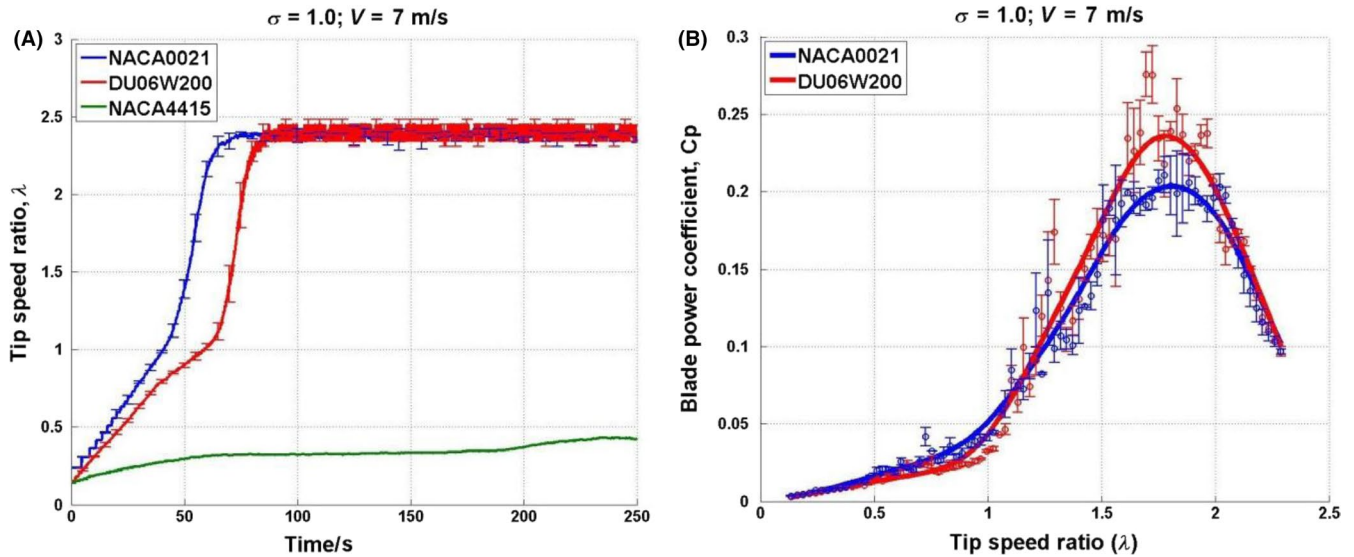 σ = 1.0; V = 7 m/s
(A)
3
2.5
2
1.5
1
0.5
0
Tip speed ratio, λ
NACA0021
DU06W200
NACA4415
0 50 100 150 200 250
Time/s
σ = 1.0; V = 7 m/s
(B)
0.3
0.25
0.2
0.15
0.1
0.05
0
Blade power coefficient, Cp
NACA0021
DU06W200
0 0.5 1 1.5 2 2.5
Tip speed ratio (λ)